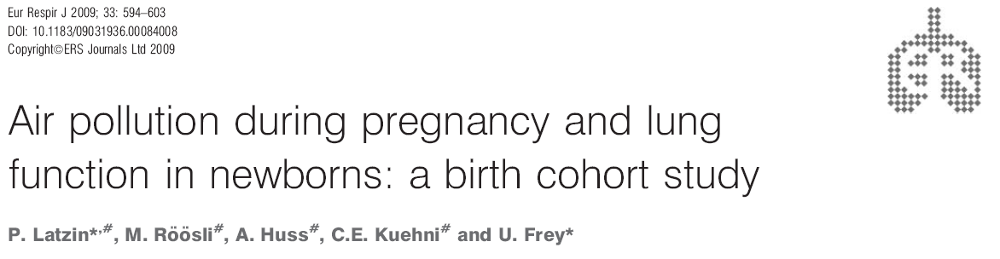 Eur Respir J 2009; 33: 594–603
DOI: 10.1183/09031936.00084008
Copyright©ERS Journals Ltd 2009
ERS
Air pollution during pregnancy and lung
function in newborns: a birth cohort study
P. Latzin*,#, M. Röösli#, A. Huss#, C.E. Kuehni# and U. Frey*